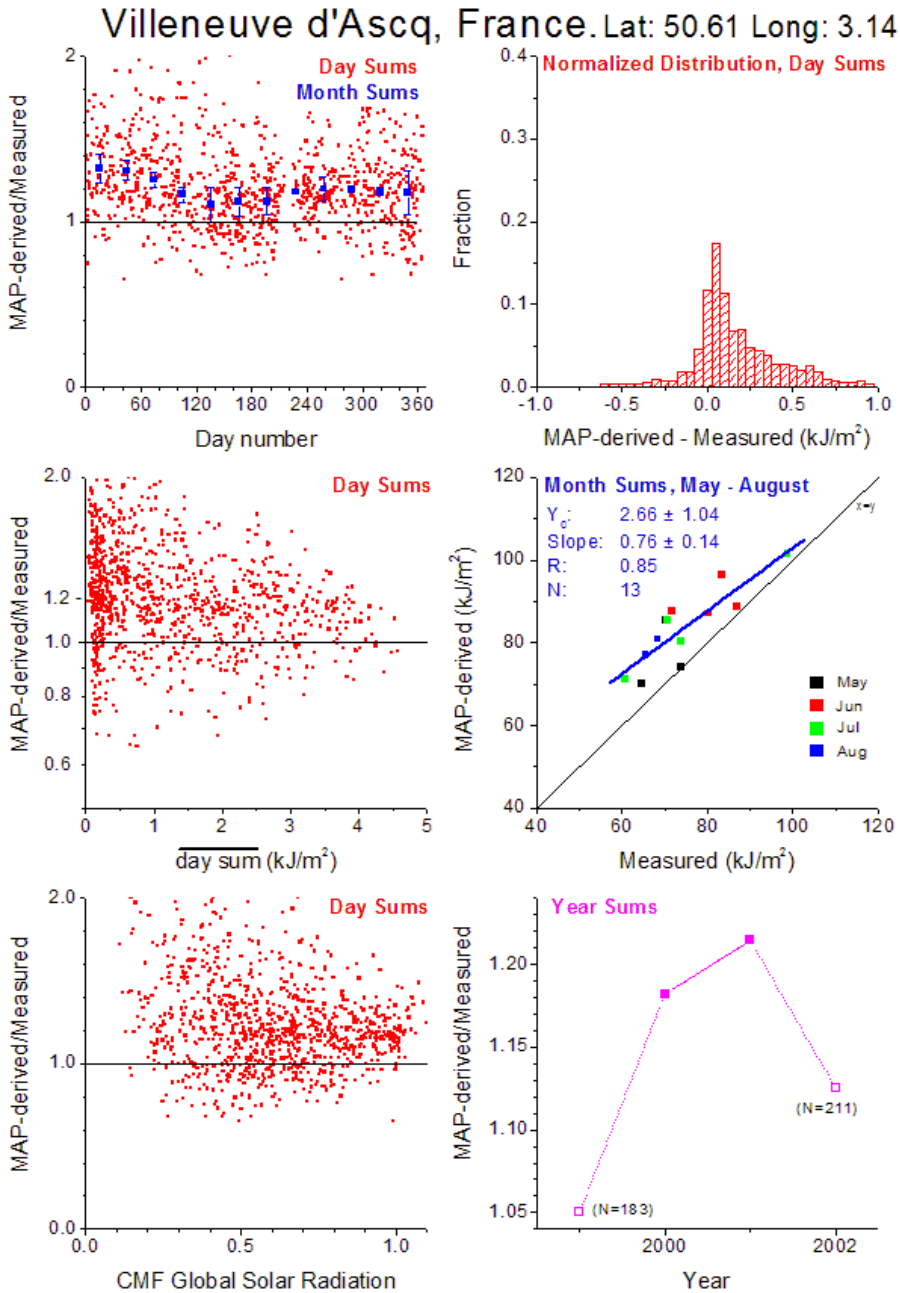 Villeneuve d'Ascq, France. Lat: 50.61 Long: 3.14
MAP-derived/Measured
2
1
0
Day Sums
Month Sums
0 60 120 180 240 300 360
Day number
Fraction
0.4
0.3
0.2
0.1
0.0
Normalized Distribution, Day Sums
-1.0 -0.5 0.0 0.5 1.0
MAP-derived - Measured (kJ/m²)
MAP-derived/Measured
2.0
1.2
1.0
0.8
0.6
Day Sums
0 1 2 3 4 5
day sum (kJ/m²)
MAP-derived (kJ/m²)
120
100
80
60
40
Month Sums, May - August
Y₀: 2.66 ± 1.04
Slope: 0.76 ± 0.14
R: 0.85
N: 13
x=y
May
Jun
Jul
Aug
40 60 80 100 120
Measured (kJ/m²)
MAP-derived/Measured
2.0
1.0
0.0
Day Sums
0.0 0.5 1.0
CMF Global Solar Radiation
MAP-derived/Measured
1.20
1.15
1.10
1.05
Year Sums
(N=183)
(N=211)
2000 2002
Year